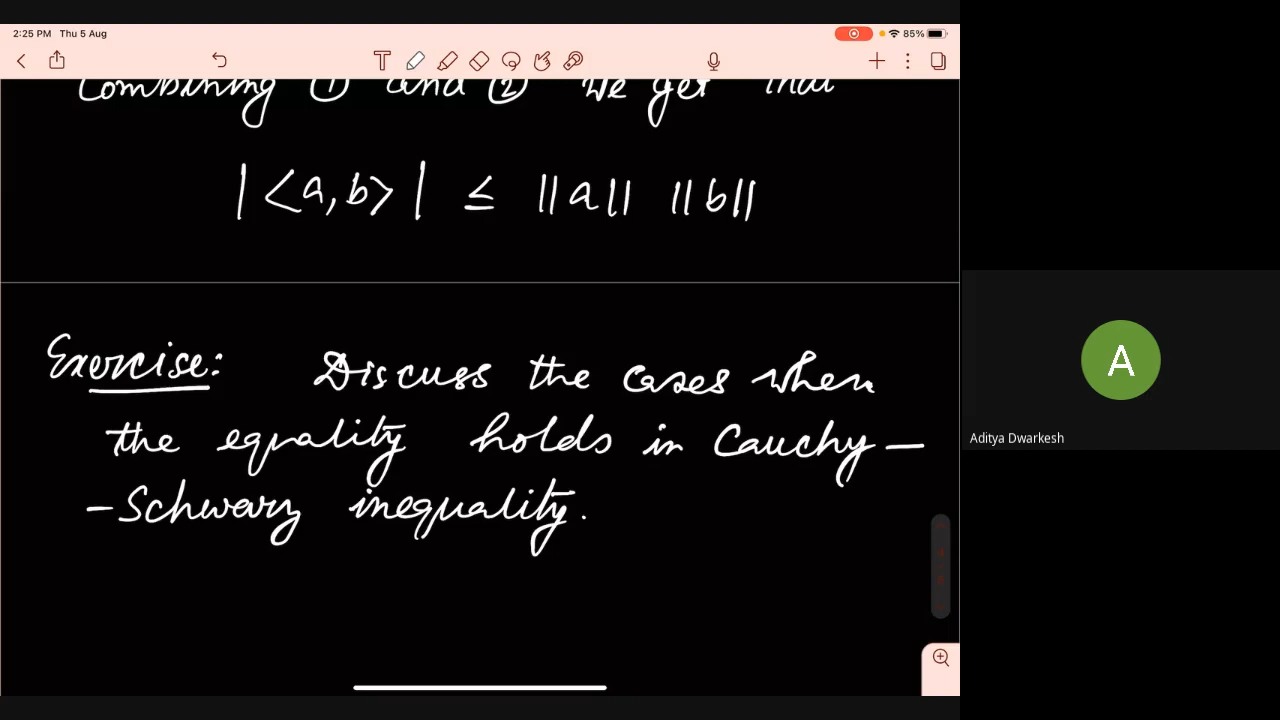 2:25 PM Thu 5 Aug
85%
T
Combining ① and ② We get that
|<a,b>| ≤ ||a|| ||b||
Exercise: Discuss the cases when
the equality holds in Cauchy –
– Schwarz inequality.
A
Aditya Dwarkesh